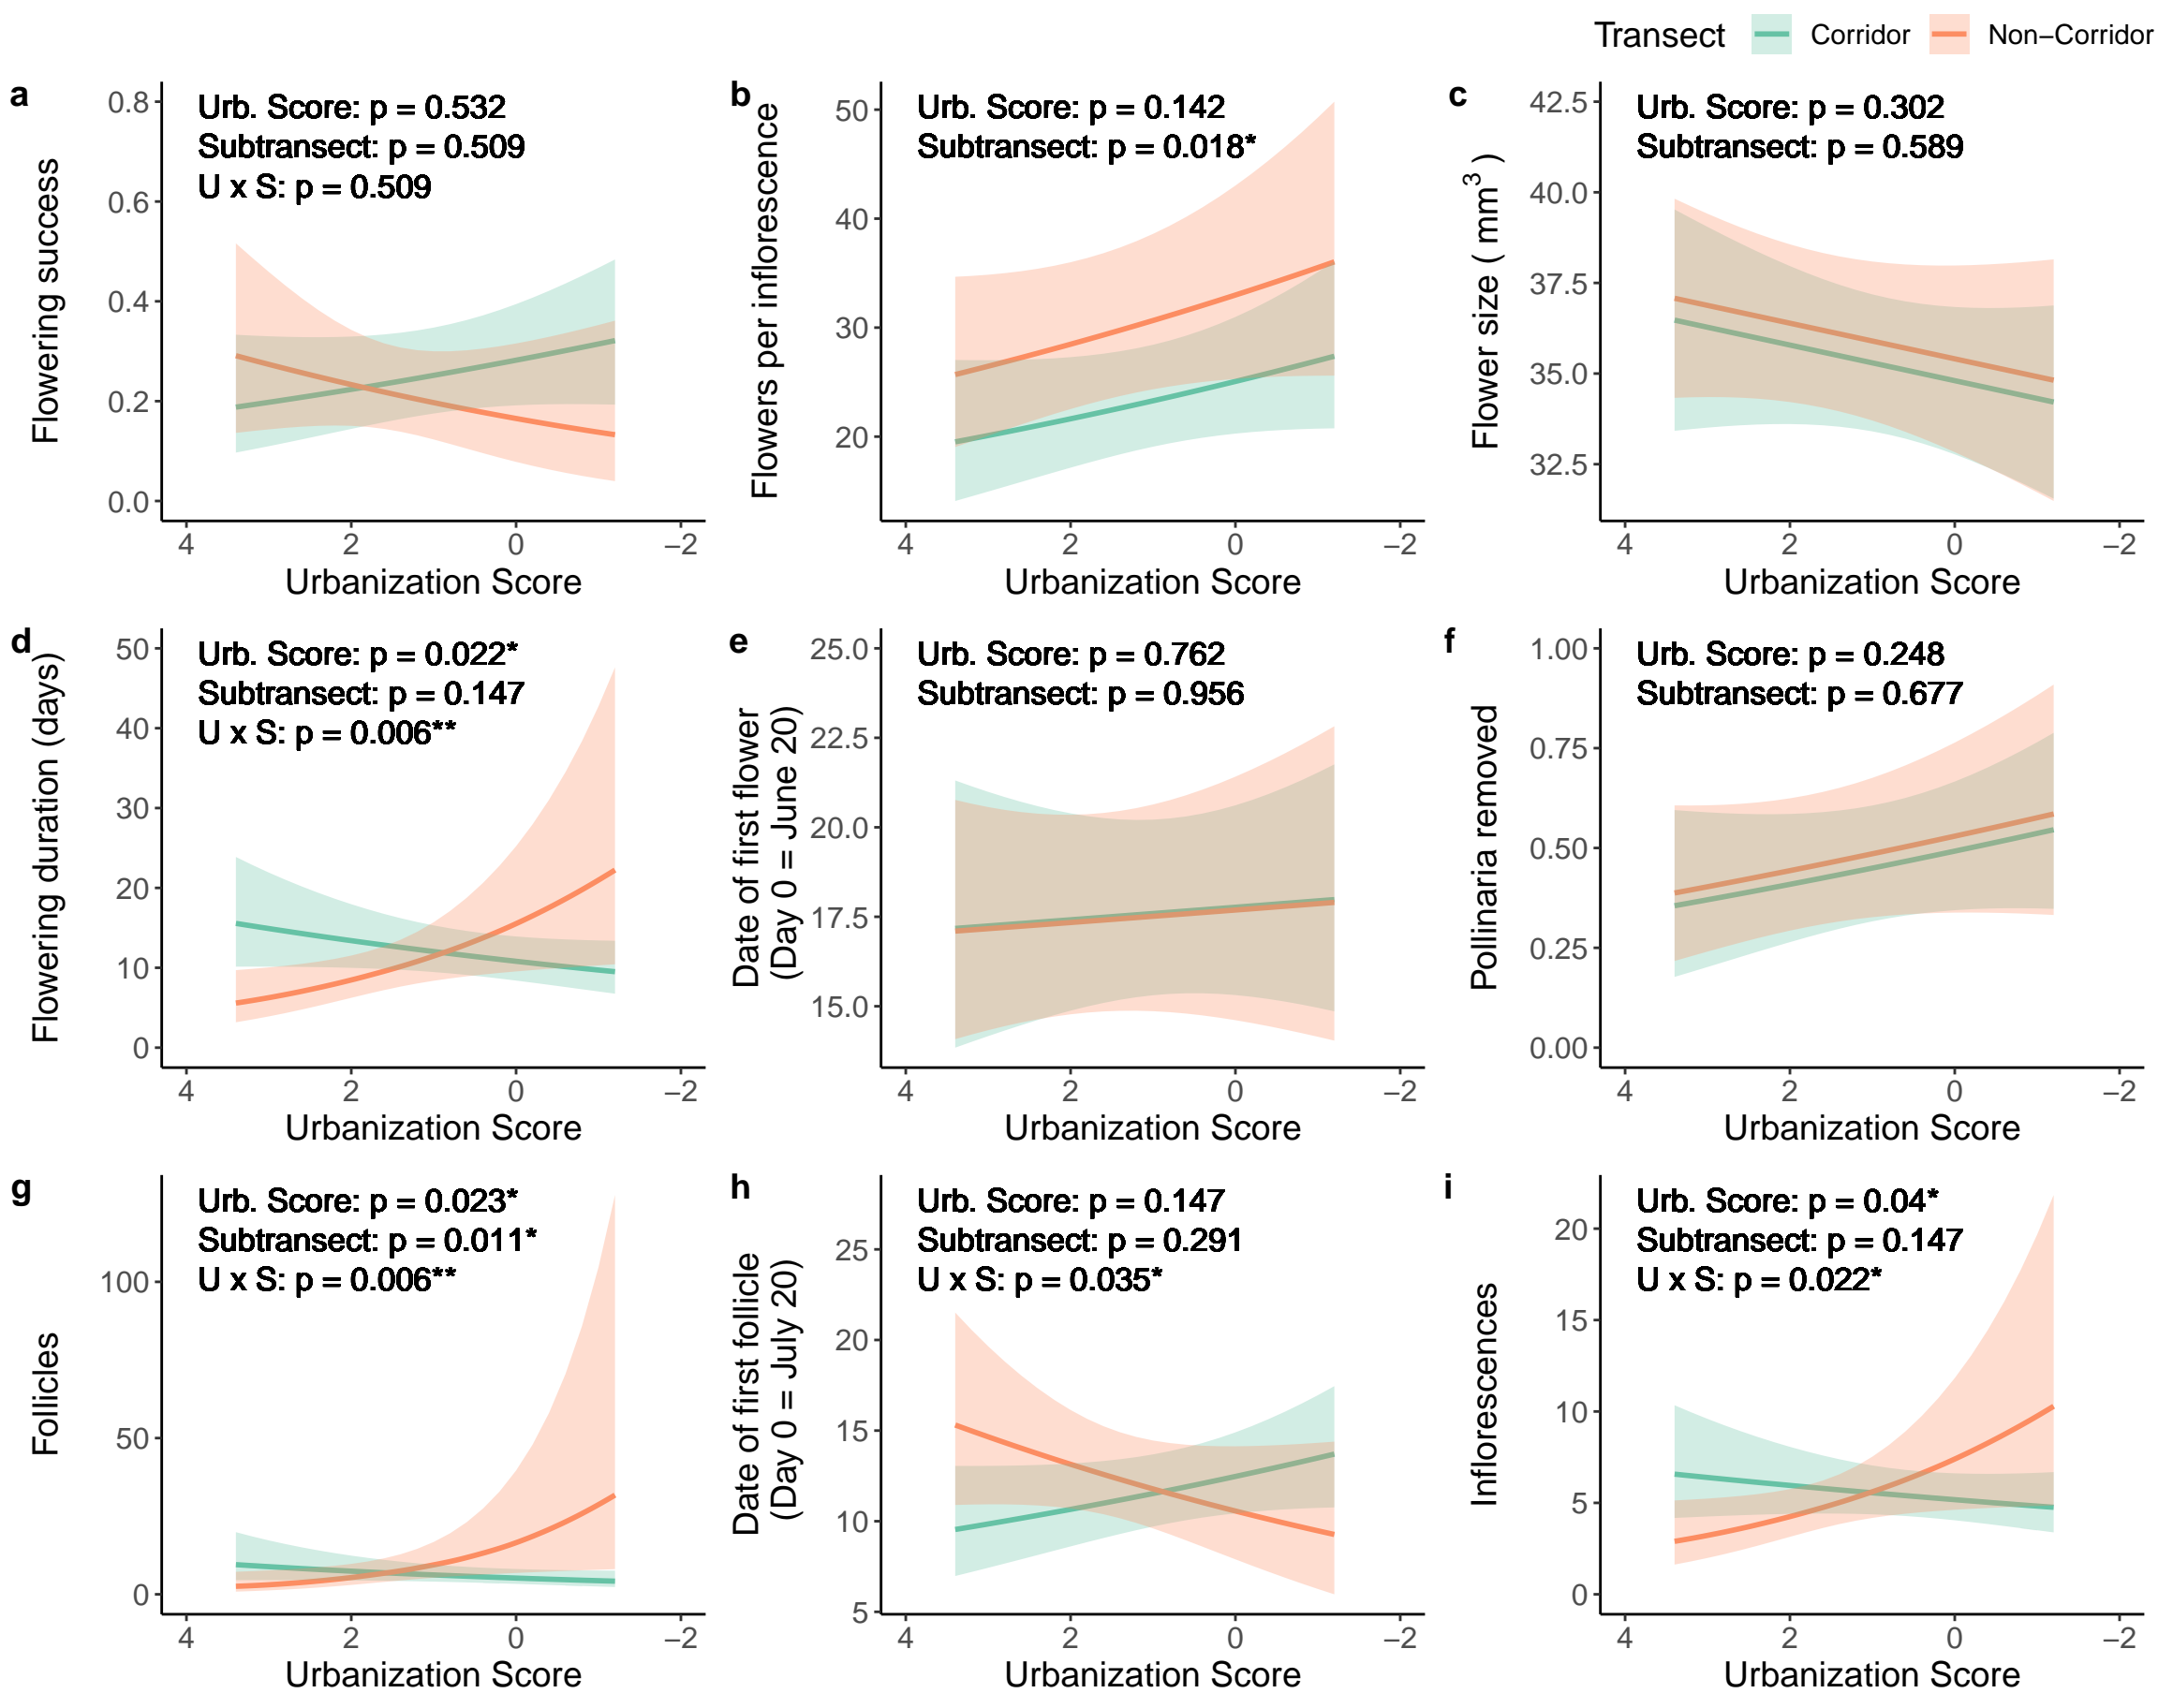 Transect Corridor Non−Corridor
a
Urb. Score: p = 0.532
Subtransect: p = 0.509
U x S: p = 0.509
Flowering success
0.8
0.6
0.4
0.2
0.0
4 2 0 −2
Urbanization Score
b
Urb. Score: p = 0.142
Subtransect: p = 0.018*
Flowers per inflorescence
50
40
30
20
4 2 0 −2
Urbanization Score
c
Urb. Score: p = 0.302
Subtransect: p = 0.589
Flower size ( mm³ )
42.5
40.0
37.5
35.0
32.5
4 2 0 −2
Urbanization Score
d
Urb. Score: p = 0.022*
Subtransect: p = 0.147
U x S: p = 0.006**
Flowering duration (days)
50
40
30
20
10
0
4 2 0 −2
Urbanization Score
e
Urb. Score: p = 0.762
Subtransect: p = 0.956
Date of first flower
(Day 0 = June 20)
25.0
22.5
20.0
17.5
15.0
4 2 0 −2
Urbanization Score
f
Urb. Score: p = 0.248
Subtransect: p = 0.677
Pollinaria removed
1.00
0.75
0.50
0.25
0.00
4 2 0 −2
Urbanization Score
g
Urb. Score: p = 0.023*
Subtransect: p = 0.011*
U x S: p = 0.006**
Follicles
100
50
0
4 2 0 −2
Urbanization Score
h
Urb. Score: p = 0.147
Subtransect: p = 0.291
U x S: p = 0.035*
Date of first follicle
(Day 0 = July 20)
25
20
15
10
5
4 2 0 −2
Urbanization Score
i
Urb. Score: p = 0.04*
Subtransect: p = 0.147
U x S: p = 0.022*
Inflorescences
20
15
10
5
0
4 2 0 −2
Urbanization Score